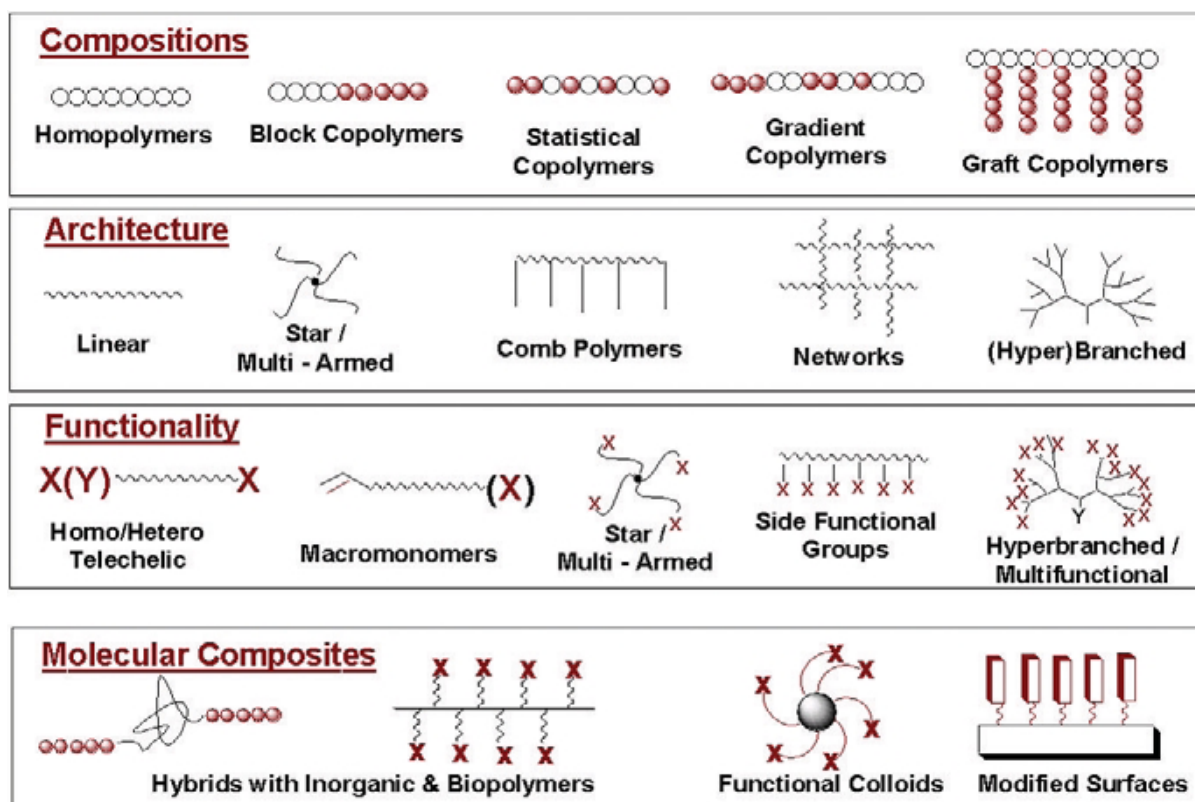 Compositions
Homopolymers
Block Copolymers
Statistical
Copolymers
Gradient
Copolymers
Graft Copolymers
Architecture
Linear
Star /
Multi - Armed
Comb Polymers
Networks
(Hyper)Branched
Functionality
X(Y) X
Homo/Hetero
Telechelic
(X)
Macromonomers
X
X
X
X
Star /
Multi - Armed
X X X X X X
Side Functional
Groups
X X X X X X X X X X X X X
Y
Hyperbranched /
Multifunctional
Molecular Composites
X X X X
X X X X
Hybrids with Inorganic & Biopolymers
X X X X X X
Functional Colloids
Modified Surfaces